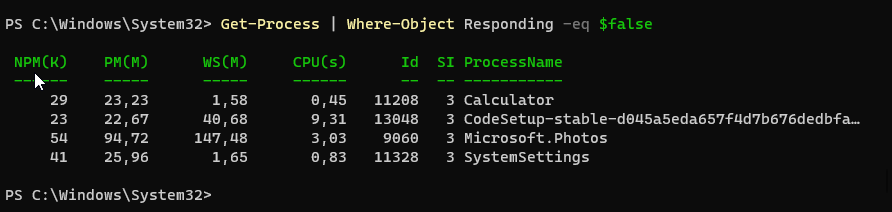 PS C:\Windows\System32> Get-Process | Where-Object Responding -eq $false
NPM(K) PM(M) WS(M) CPU(s) Id SI ProcessName
------ ----- ----- ------ -- -- -----------
29 23,23 1,58 0,45 11208 3 Calculator
23 22,67 40,68 9,31 13048 3 CodeSetup-stable-d045a5eda657f4d7b676dedbfa…
54 94,72 147,48 3,03 9060 3 Microsoft.Photos
41 25,96 1,65 0,83 11328 3 SystemSettings
PS C:\Windows\System32>